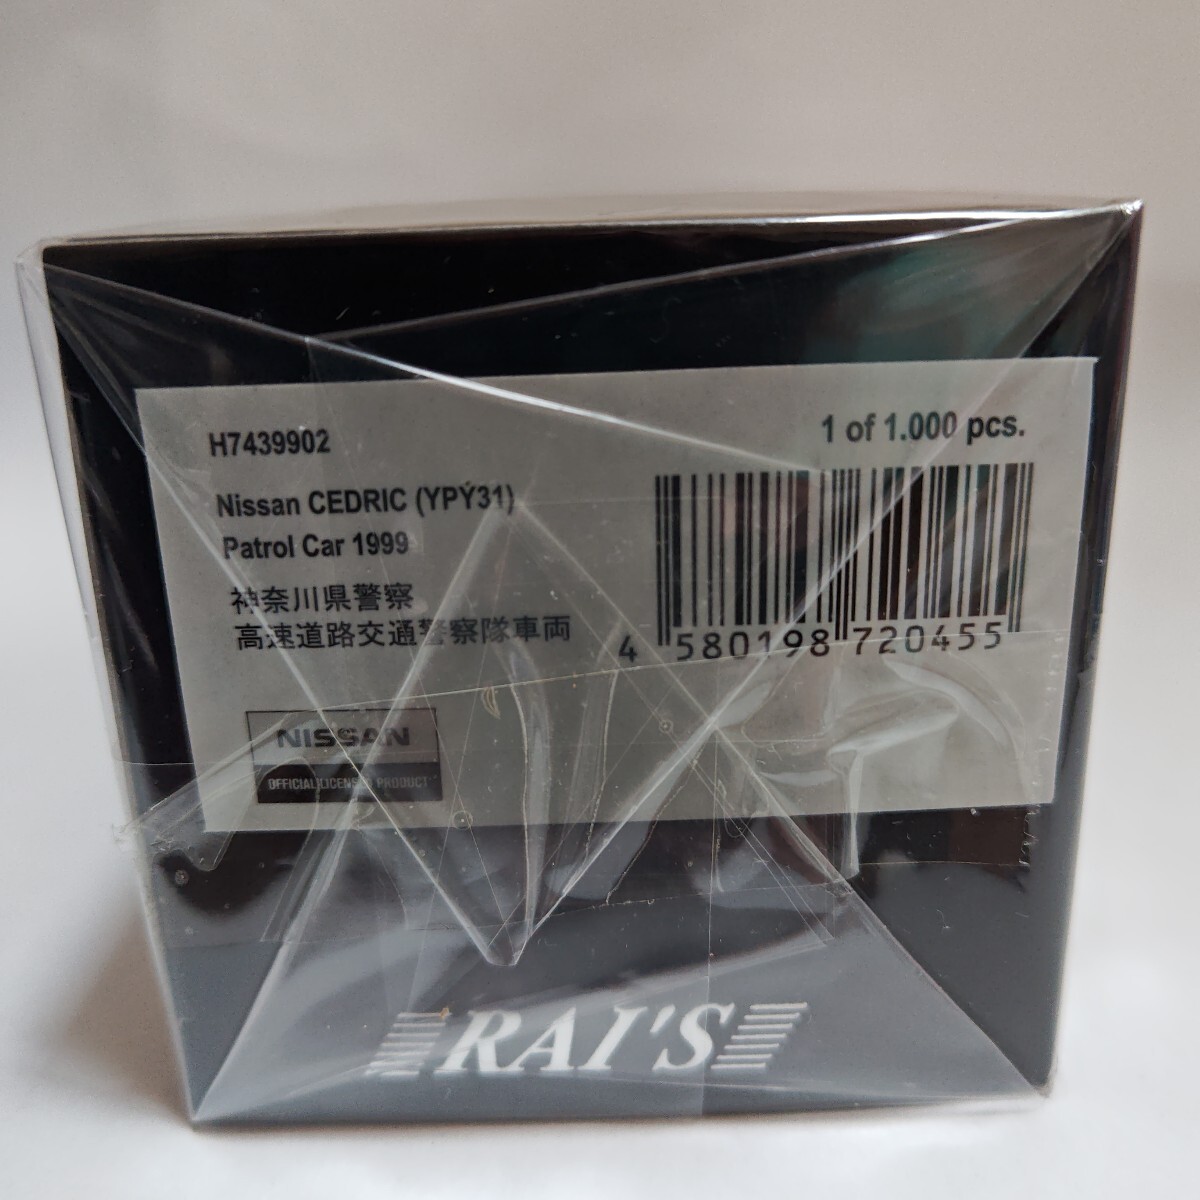 H7439902
1 of 1.000 pcs.
Nissan CEDRIC (YPY31)
Patrol Car 1999
神奈川県警察
高速道路交通警察隊車両
4 580198 720455
NISSAN
OFFICIAL LICENSED PRODUCT
RAI'S